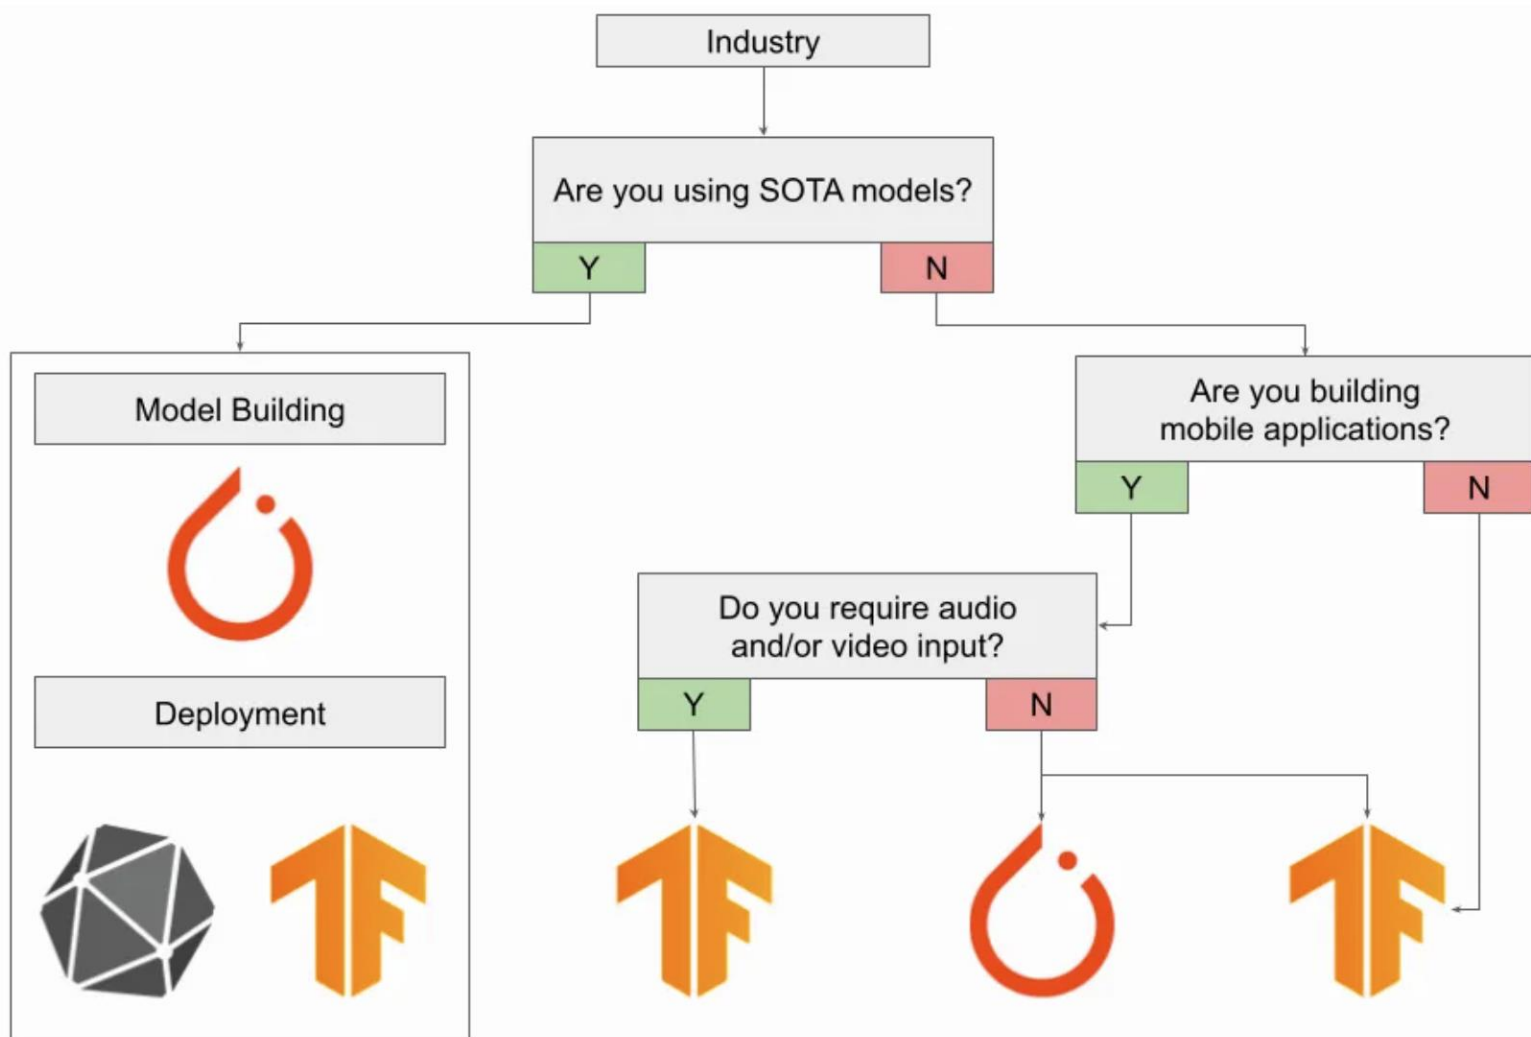 Industry
Are you using SOTA models?
Y
N
Model Building
Deployment
Are you building
mobile applications?
Y
N
Do you require audio
and/or video input?
Y
N